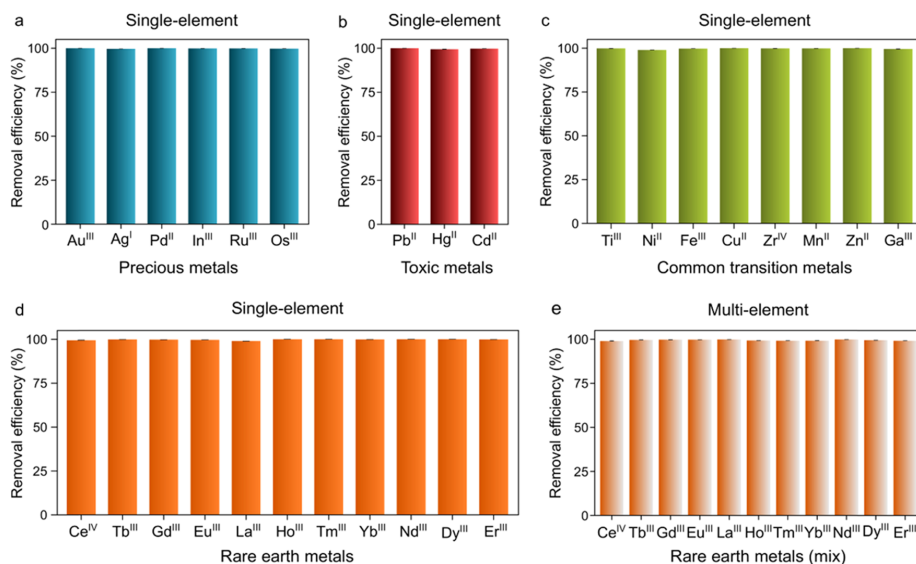 a
Single-element
Removal efficiency (%)
100
75
50
25
0
Au^III Ag^I Pd^II In^III Ru^III Os^III
Precious metals
b
Single-element
Removal efficiency (%)
100
75
50
25
0
Pb^II Hg^II Cd^II
Toxic metals
c
Single-element
Removal efficiency (%)
100
75
50
25
0
Ti^III Ni^II Fe^III Cu^II Zr^IV Mn^II Zn^II Ga^III
Common transition metals
d
Single-element
Removal efficiency (%)
100
75
50
25
0
Ce^IV Tb^III Gd^III Eu^III La^III Ho^III Tm^III Yb^III Nd^III Dy^III Er^III
Rare earth metals
e
Multi-element
Removal efficiency (%)
100
75
50
25
0
Ce^IV Tb^III Gd^III Eu^III La^III Ho^III Tm^III Yb^III Nd^III Dy^III Er^III
Rare earth metals (mix)